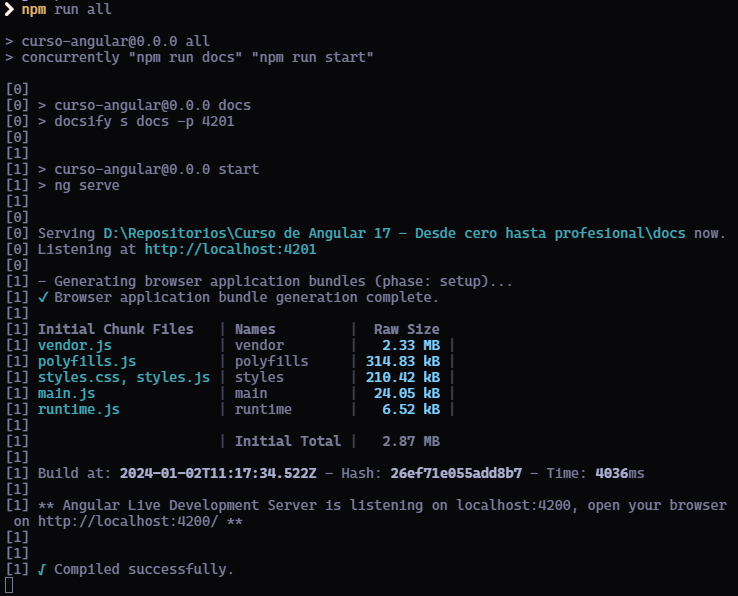 ❯ npm run all

> curso-angular@0.0.0 all
> concurrently "npm run docs" "npm run start"

[0]
[0] > curso-angular@0.0.0 docs
[0] > docsify s docs -p 4201
[0]
[1]
[1] > curso-angular@0.0.0 start
[1] > ng serve
[1]
[0]
[0] Serving D:\Repositorios\Curso de Angular 17 - Desde cero hasta profesional\docs now.
[0] Listening at http://localhost:4201
[0]
[1] - Generating browser application bundles (phase: setup)...
[1] ✓ Browser application bundle generation complete.
[1]
[1] Initial Chunk Files   | Names         |  Raw Size
[1] vendor.js             | vendor        |   2.33 MB |
[1] polyfills.js          | polyfills     | 314.83 kB |
[1] styles.css, styles.js | styles        | 210.42 kB |
[1] main.js               | main          |  24.05 kB |
[1] runtime.js            | runtime       |   6.52 kB |
[1]
[1]                       | Initial Total |   2.87 MB
[1]
[1] Build at: 2024-01-02T11:17:34.522Z - Hash: 26ef71e055add8b7 - Time: 4036ms
[1]
[1] ** Angular Live Development Server is listening on localhost:4200, open your browser
 on http://localhost:4200/ **
[1]
[1]
[1] √ Compiled successfully.